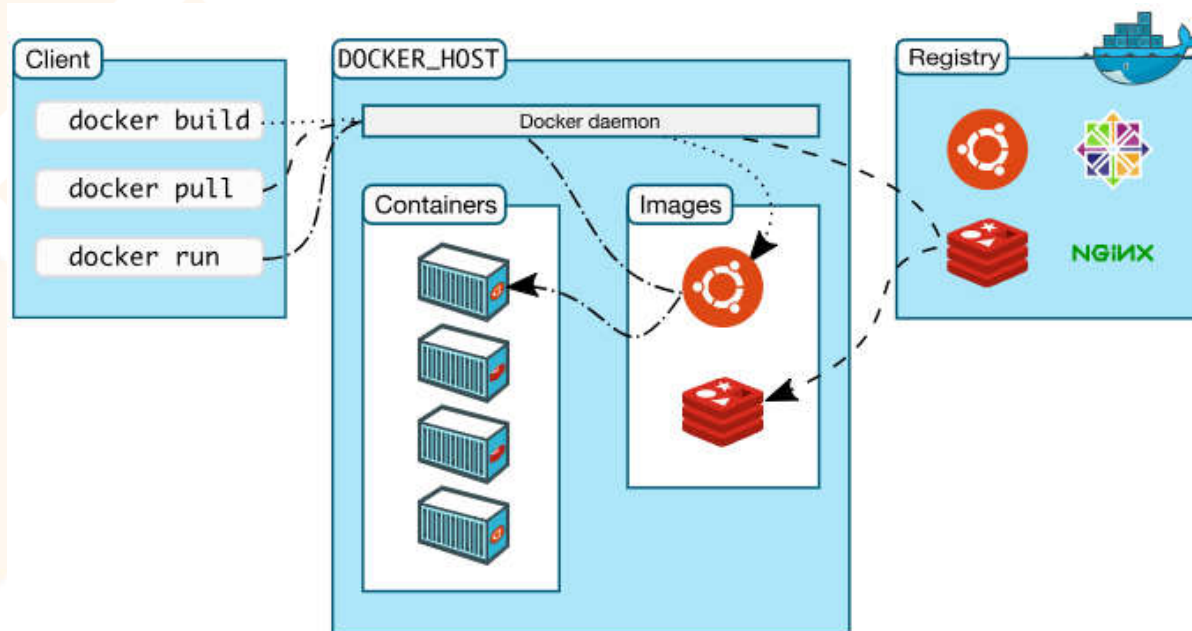 Client
docker build
docker pull
docker run
DOCKER_HOST
Docker daemon
Containers
Images
Registry
NGiNX